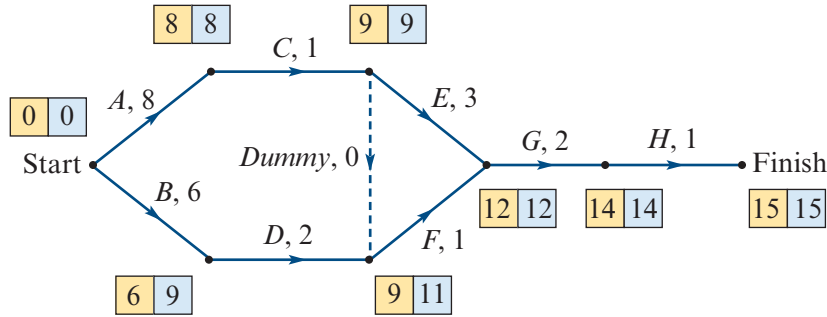 8 8
9 9
C, 1
A, 8
E, 3
0 0
G, 2
H, 1
Start
Dummy, 0
Finish
B, 6
12 12
14 14
15 15
D, 2
F, 1
6 9
9 11